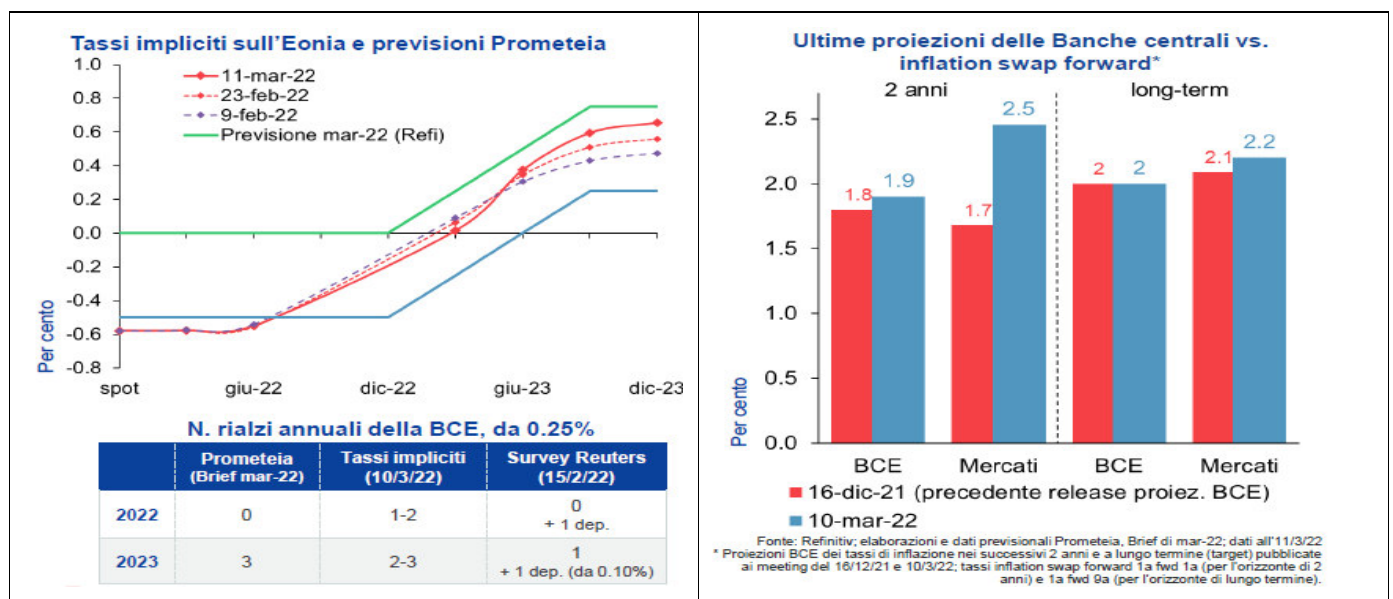 Tassi impliciti sull'Eonia e previsioni Prometeia
1.0
0.8
0.6
0.4
0.2
0.0
-0.2
-0.4
-0.6
-0.8
Per cento
11-mar-22
23-feb-22
9-feb-22
Previsione mar-22 (Refi)
spot giu-22 dic-22 giu-23 dic-23
N. rialzi annuali della BCE, da 0.25%
Prometeia Tassi impliciti Survey Reuters
(Brief mar-22) (10/3/22) (15/2/22)
2022 0 1-2 0
+ 1 dep.
2023 3 2-3 1
+ 1 dep. (da 0.10%)
Ultime proiezioni delle Banche centrali vs.
inflation swap forward*
2 anni long-term
2.5
2.0
1.5
1.0
0.5
0.0
Per cento
1.8 1.9 1.7 2.5 2 2 2.1 2.2
BCE Mercati BCE Mercati
16-dic-21 (precedente release proiez. BCE)
10-mar-22
Fonte: Refinitiv; elaborazioni e dati previsionali Prometeia, Brief di mar-22; dati all'11/3/22
* Proiezioni BCE dei tassi di inflazione nei successivi 2 anni e a lungo termine (target) pubblicate
ai meeting del 16/12/21 e 10/3/22; tassi inflation swap forward 1a fwd 1a (per l'orizzonte di 2
anni) e 1a fwd 9a (per l'orizzonte di lungo termine).